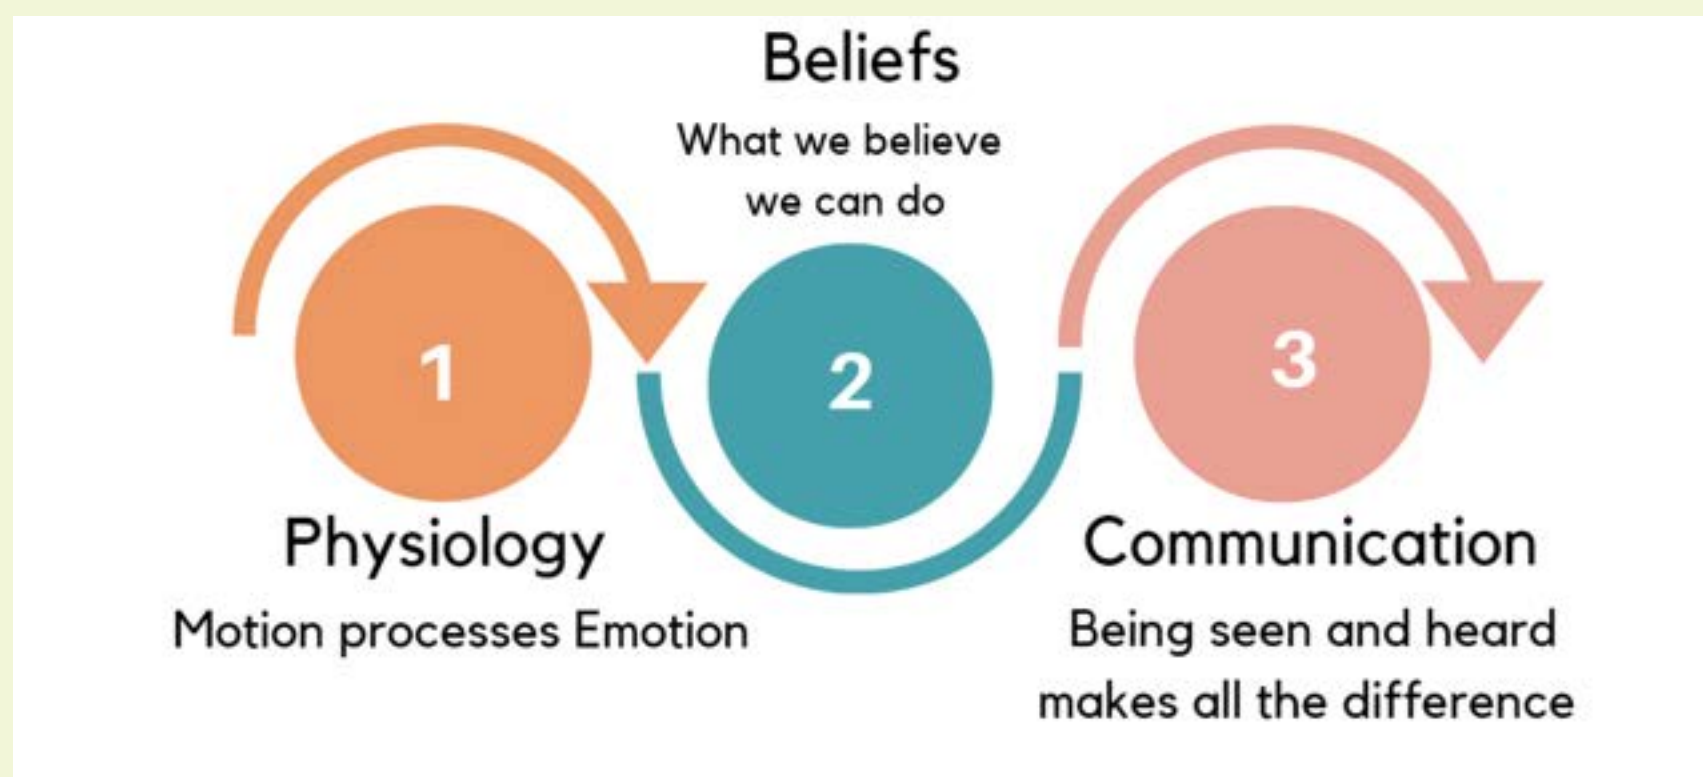 1
Physiology
Motion processes Emotion
Beliefs
What we believe
we can do
2
3
Communication
Being seen and heard
makes all the difference